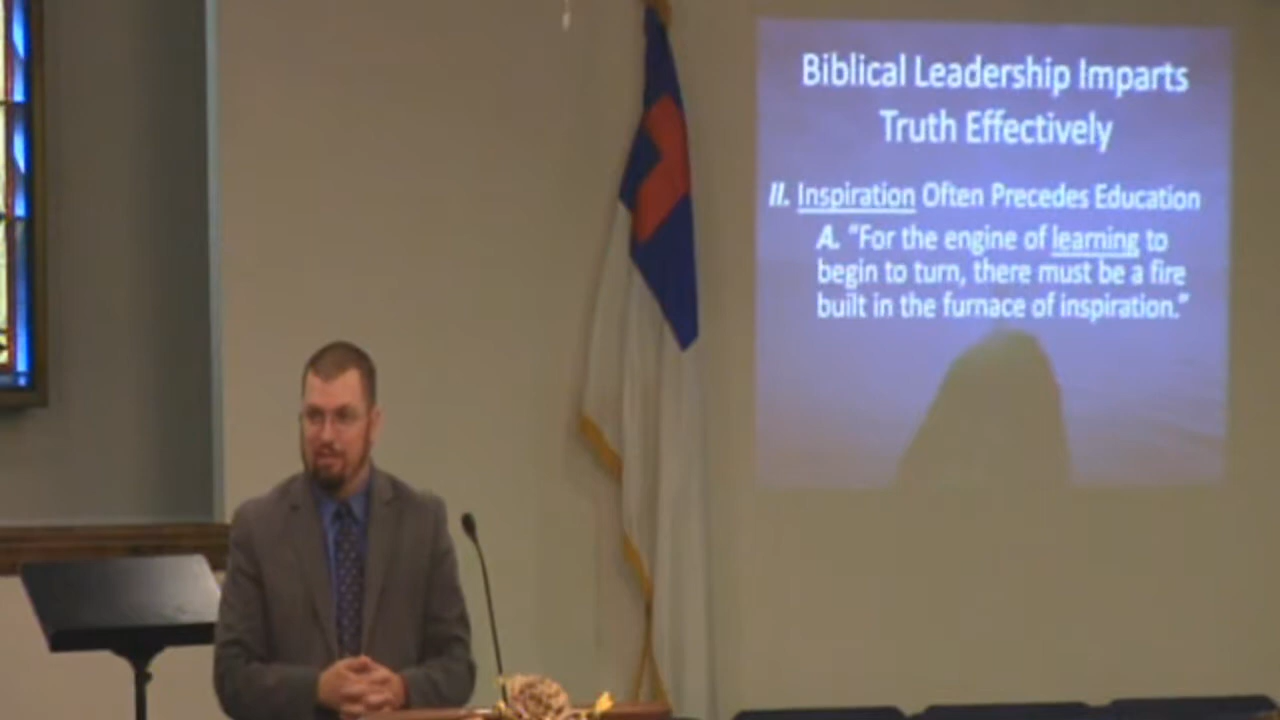 Biblical Leadership Imparts
Truth Effectively
II. Inspiration Often Precedes Education
A. “For the engine of learning to
begin to turn, there must be a fire
built in the furnace of inspiration.”